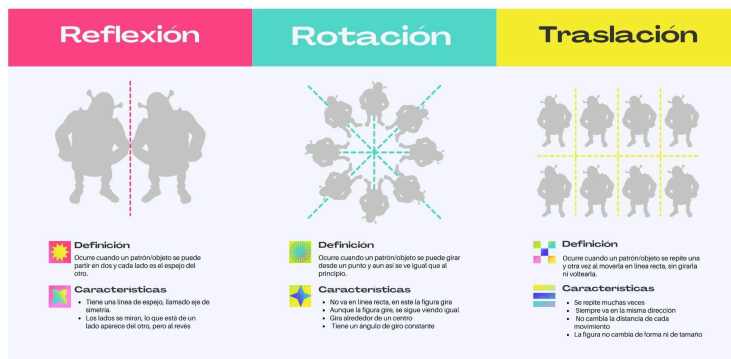 Reflexión
Rotación
Traslación
Definición
Ocurre cuando un patrón/objeto se puede
partir en dos y cada lado es el espejo del
otro.
Características
• Tiene una linea de espejo, llamado eje de
simetría.
• Los lados se miran, lo que está de un
lado aparece del otro, pero al revés
Definición
Ocurre cuando un patrón/objeto se puede girar
desde un punto y aun asi se ve igual que al
principio.
Características
• No va en linea recta, en este la figura gira
• Aunque la figura gire, se sigue viendo igual
• Gira alrededor de un centro
• Tiene un ángulo de giro constante
Definición
Ocurre cuando un patrón/objeto se repite una
y otra vez al moverla en linea recta, sin girarla
ni voltearla.
Características
• Se repite muchas veces
• Siempre va en la misma dirección
• No cambia la distancia de cada
movimiento
• La figura no cambia de forma ni de tamaño